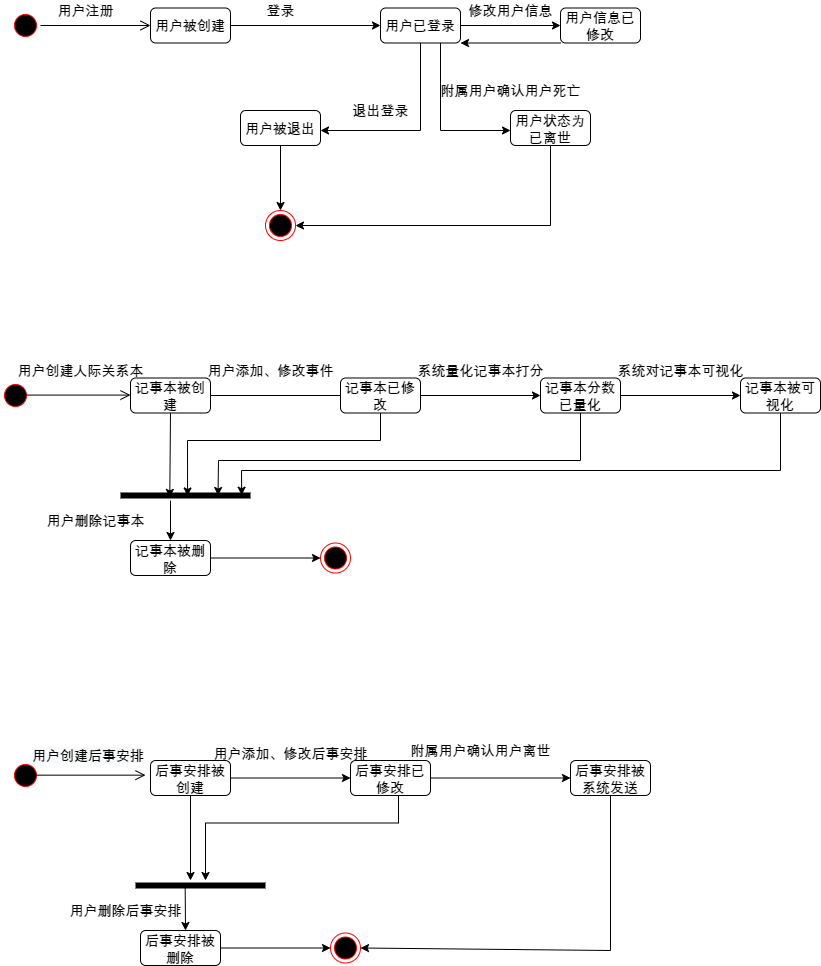 用户注册
用户被创建
登录
用户已登录
修改用户信息
用户信息已
修改
附属用户确认用户死亡
退出登录
用户被退出
用户状态为
已离世
用户创建人际关系本
记事本被创
建
用户添加、修改事件
记事本已修
改
系统量化记事本打分
记事本分数
已量化
系统对记事本可视化
记事本被可
视化
用户删除记事本
记事本被删
除
用户创建后事安排
后事安排被
创建
用户添加、修改后事安排
后事安排已
修改
附属用户确认用户离世
后事安排被
系统发送
用户删除后事安排
后事安排被
删除